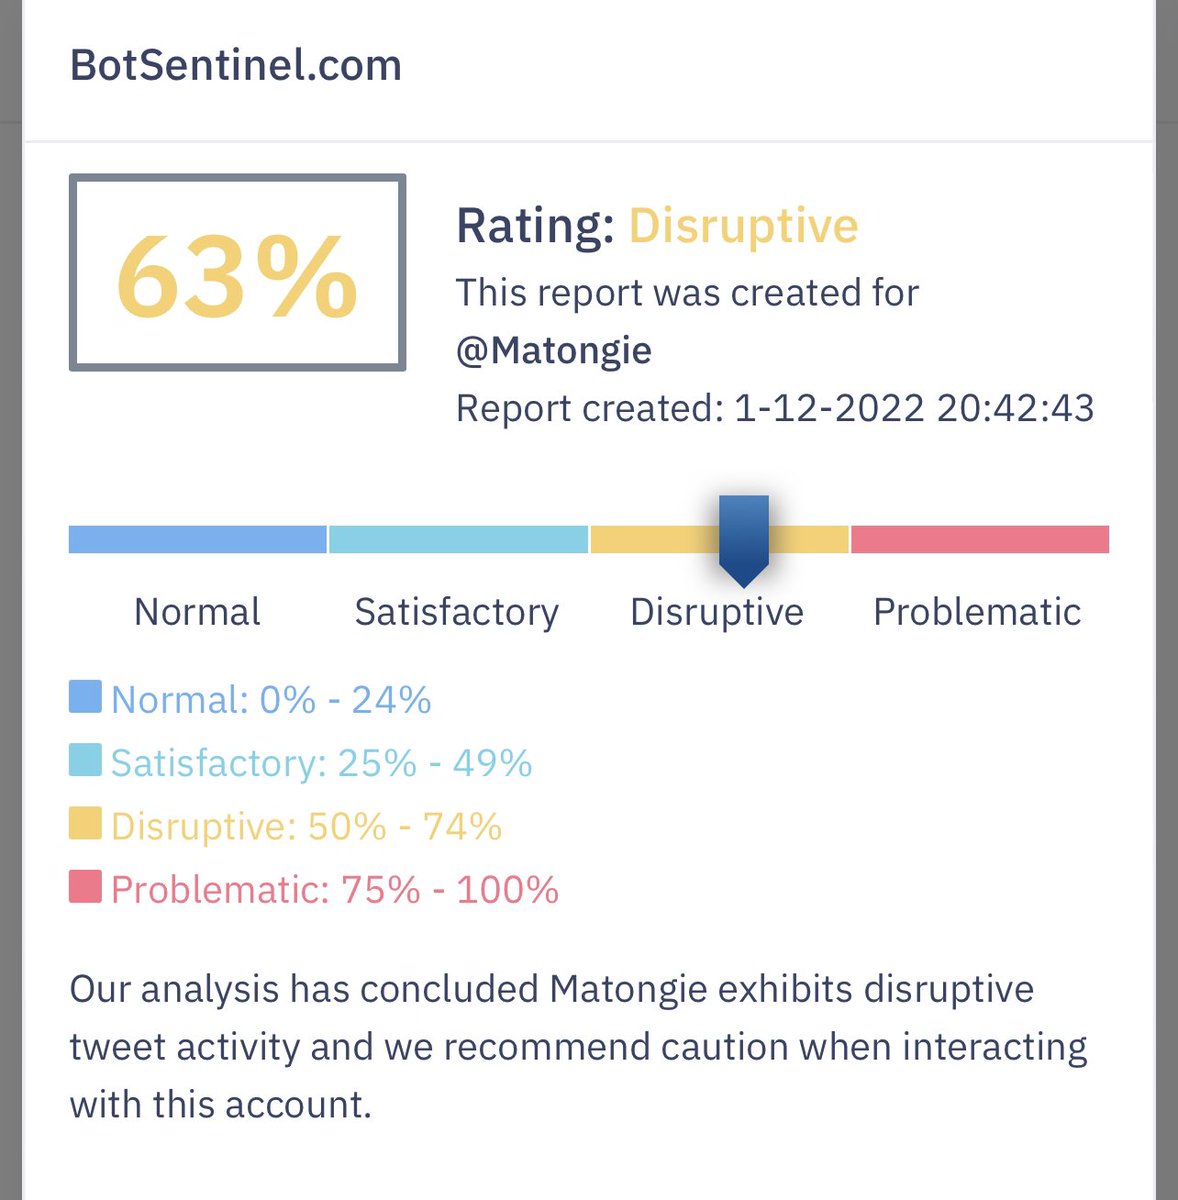 BotSentinel.com
63%
Rating: Disruptive
This report was created for
@Matongie
Report created: 1-12-2022 20:42:43
Normal Satisfactory Disruptive Problematic
Normal: 0% - 24%
Satisfactory: 25% - 49%
Disruptive: 50% - 74%
Problematic: 75% - 100%
Our analysis has concluded Matongie exhibits disruptive
tweet activity and we recommend caution when interacting
with this account.